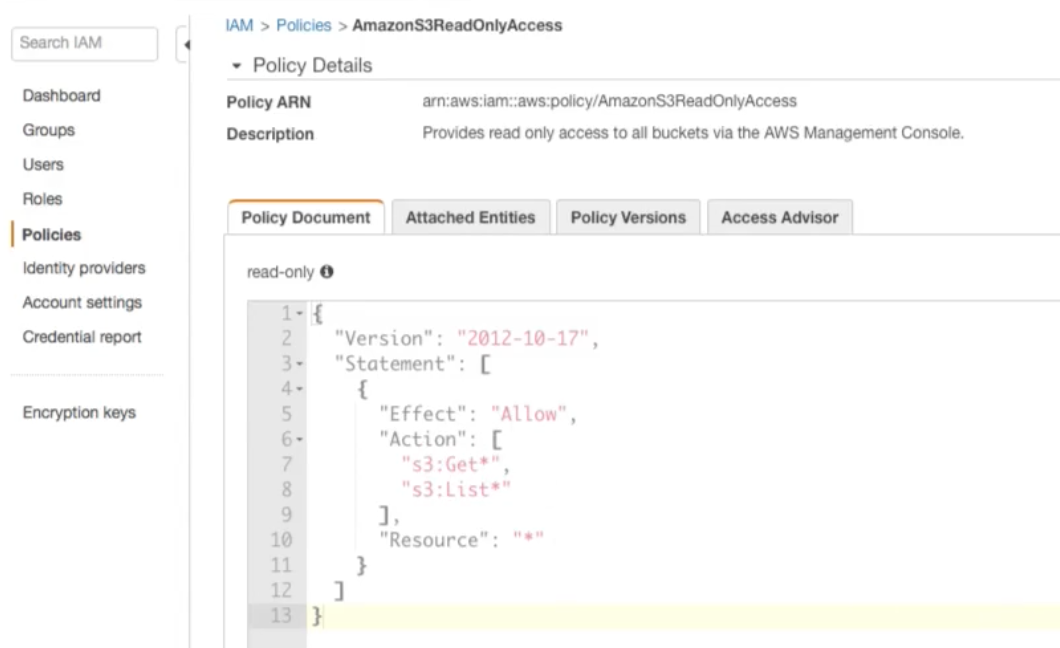 Search IAM
Dashboard
Groups
Users
Roles
Policies
Identity providers
Account settings
Credential report
Encryption keys
IAM > Policies > AmazonS3ReadOnlyAccess
Policy Details
Policy ARN arn:aws:iam::aws:policy/AmazonS3ReadOnlyAccess
Description Provides read only access to all buckets via the AWS Management Console.
Policy Document Attached Entities Policy Versions Access Advisor
read-only
1 {
2 "Version": "2012-10-17",
3 "Statement": [
4 {
5 "Effect": "Allow",
6 "Action": [
7 "s3:Get*",
8 "s3:List*"
9 ],
10 "Resource": "*"
11 }
12 ]
13 }